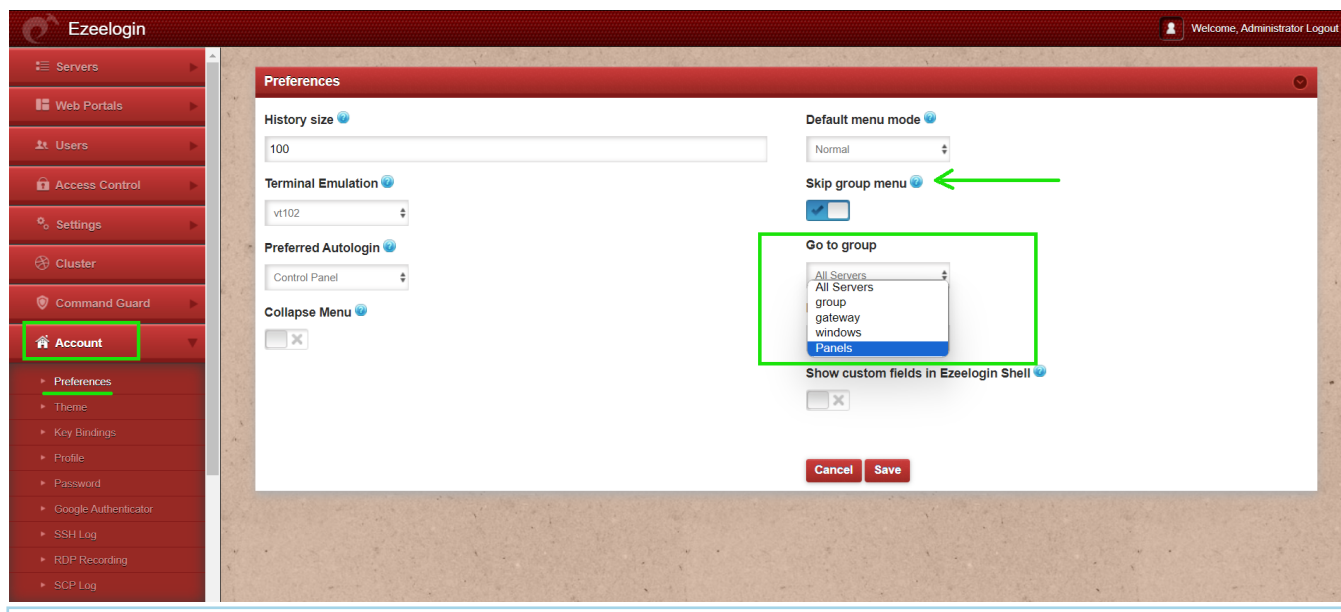 Ezeelogin
Welcome, Administrator Logout
Servers
Web Portals
Users
Access Control
Settings
Cluster
Command Guard
Account
Preferences
Theme
Key Bindings
Profile
Password
Google Authenticator
SSH Log
RDP Recording
SCP Log
Preferences
History size
100
Terminal Emulation
vt102
Preferred Autologin
Control Panel
Collapse Menu
Default menu mode
Normal
Skip group menu
Go to group
All Servers
All Servers
group
gateway
windows
Panels
Show custom fields in Ezeelogin Shell
Cancel Save